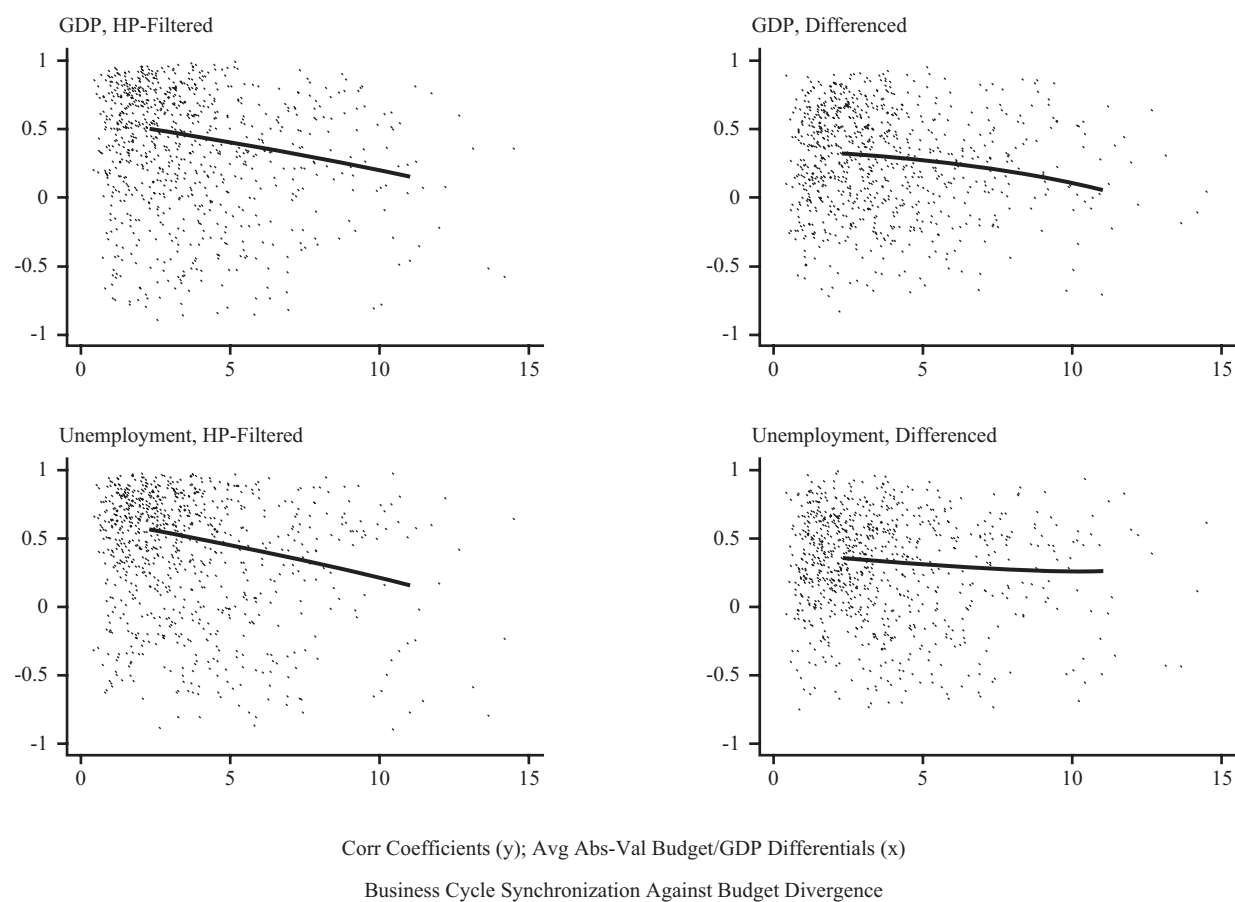 GDP, HP-Filtered
1
0.5
0
-0.5
-1
0 5 10 15
GDP, Differenced
1
0.5
0
-0.5
-1
0 5 10 15
Unemployment, HP-Filtered
1
0.5
0
-0.5
-1
0 5 10 15
Unemployment, Differenced
1
0.5
0
-0.5
-1
0 5 10 15
Corr Coefficients (y); Avg Abs-Val Budget/GDP Differentials (x)
Business Cycle Synchronization Against Budget Divergence